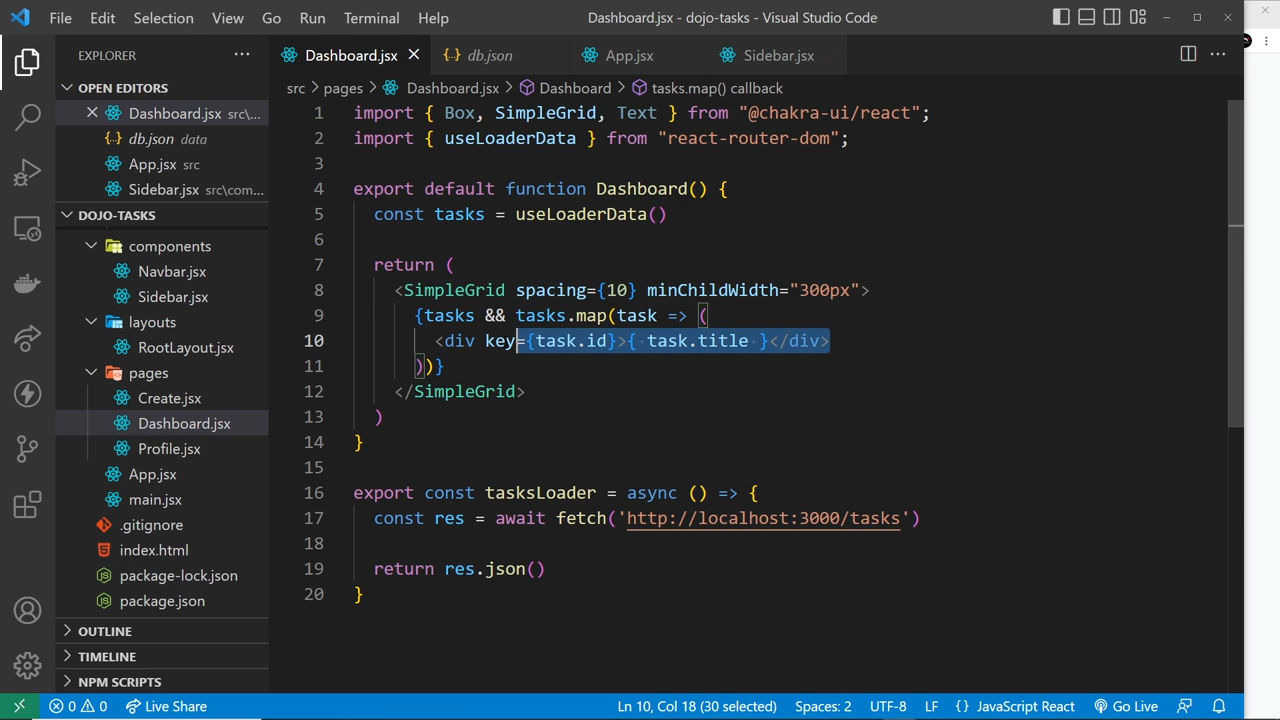 File Edit Selection View Go Run Terminal Help Dashboard.jsx - dojo-tasks - Visual Studio Code
EXPLORER
OPEN EDITORS
Dashboard.jsx src\...
db.json data
App.jsx src
Sidebar.jsx src\com...
DOJO-TASKS
components
Navbar.jsx
Sidebar.jsx
layouts
RootLayout.jsx
pages
Create.jsx
Dashboard.jsx
Profile.jsx
App.jsx
main.jsx
.gitignore
index.html
package-lock.json
package.json
OUTLINE
TIMELINE
NPM SCRIPTS
Dashboard.jsx db.json App.jsx Sidebar.jsx
src > pages > Dashboard.jsx > Dashboard > tasks.map() callback
1 import { Box, SimpleGrid, Text } from "@chakra-ui/react";
2 import { useLoaderData } from "react-router-dom";
3
4 export default function Dashboard() {
5 const tasks = useLoaderData()
6
7 return (
8 <SimpleGrid spacing={10} minChildWidth="300px">
9 {tasks && tasks.map(task => (
10 <div key={task.id}>{ task.title }</div>
11 ))}
12 </SimpleGrid>
13 )
14 }
15
16 export const tasksLoader = async () => {
17 const res = await fetch('http://localhost:3000/tasks')
18
19 return res.json()
20 }
0 0 Live Share Ln 10, Col 18 (30 selected) Spaces: 2 UTF-8 LF {} JavaScript React Go Live